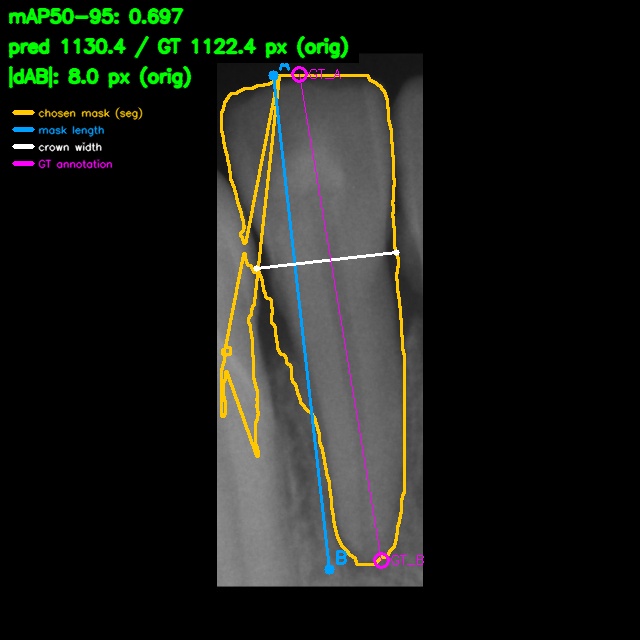 mAP50-95: 0.697
pred 1130.4 / GT 1122.4 px (orig)
|dAB|: 8.0 px (orig)
chosen mask (seg)
mask length
crown width
GT annotation
A
GT_A
B
GT_B